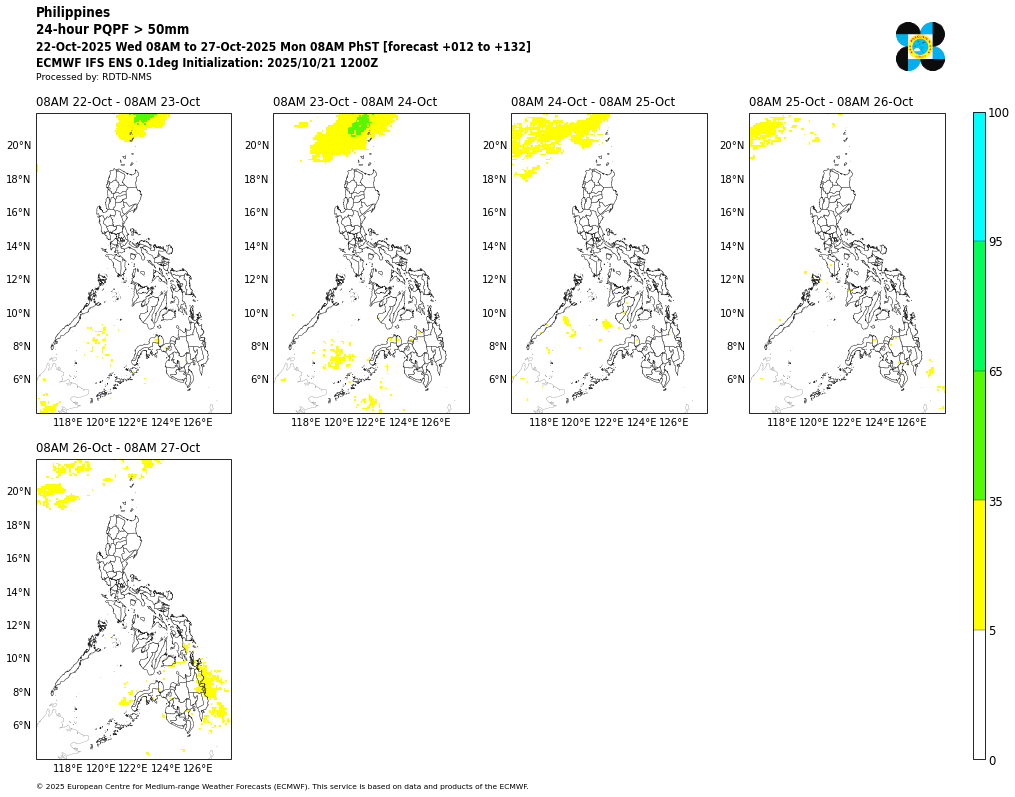 Philippines
24-hour PQPF > 50mm
22-Oct-2025 Wed 08AM to 27-Oct-2025 Mon 08AM PhST [forecast +012 to +132]
ECMWF IFS ENS 0.1deg Initialization: 2025/10/21 1200Z
Processed by: RDTD-NMS
08AM 22-Oct - 08AM 23-Oct
20°N
18°N
16°N
14°N
12°N
10°N
8°N
6°N
118°E 120°E 122°E 124°E 126°E
08AM 23-Oct - 08AM 24-Oct
20°N
18°N
16°N
14°N
12°N
10°N
8°N
6°N
118°E 120°E 122°E 124°E 126°E
08AM 24-Oct - 08AM 25-Oct
20°N
18°N
16°N
14°N
12°N
10°N
8°N
6°N
118°E 120°E 122°E 124°E 126°E
08AM 25-Oct - 08AM 26-Oct
20°N
18°N
16°N
14°N
12°N
10°N
8°N
6°N
118°E 120°E 122°E 124°E 126°E
08AM 26-Oct - 08AM 27-Oct
20°N
18°N
16°N
14°N
12°N
10°N
8°N
6°N
118°E 120°E 122°E 124°E 126°E
100
95
65
35
5
0
© 2025 European Centre for Medium-range Weather Forecasts (ECMWF). This service is based on data and products of the ECMWF.